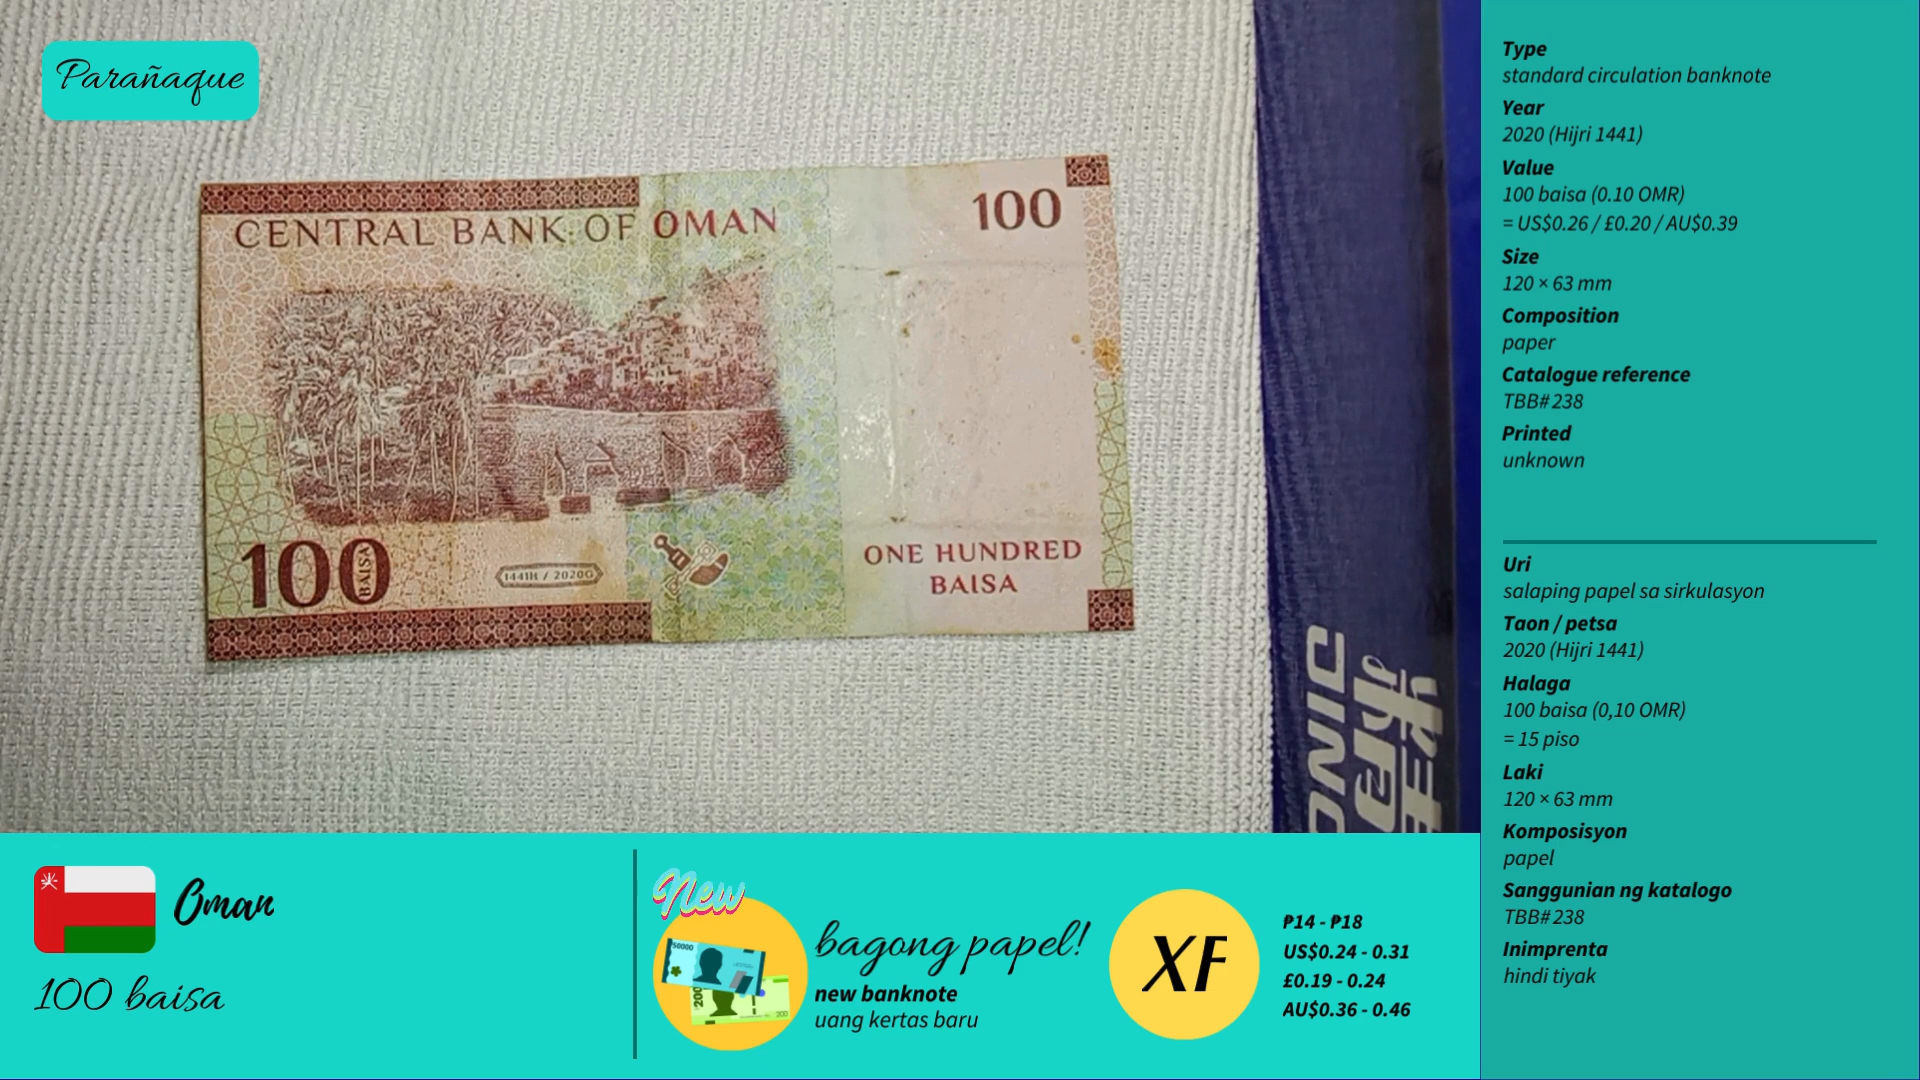 Parañaque
CENTRAL BANK OF OMAN
100
100
BAISA
1441H / 2020G
ONE HUNDRED
BAISA
Oman
100 baisa
New
50000
200
200
bagong papel!
new banknote
uang kertas baru
XF
₱14 - ₱18
US$0.24 - 0.31
£0.19 - 0.24
AU$0.36 - 0.46
Type
standard circulation banknote
Year
2020 (Hijri 1441)
Value
100 baisa (0.10 OMR)
= US$0.26 / £0.20 / AU$0.39
Size
120 × 63 mm
Composition
paper
Catalogue reference
TBB# 238
Printed
unknown
Uri
salaping papel sa sirkulasyon
Taon / petsa
2020 (Hijri 1441)
Halaga
100 baisa (0,10 OMR)
= 15 piso
Laki
120 × 63 mm
Komposisyon
papel
Sanggunian ng katalogo
TBB# 238
Inimprenta
hindi tiyak